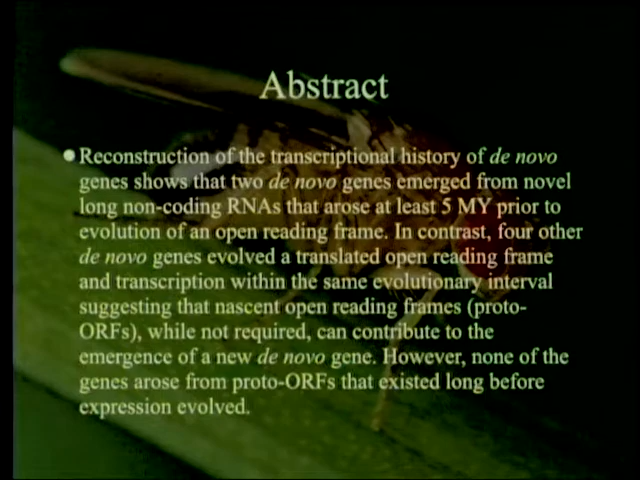 Abstract
Reconstruction of the transcriptional history of de novo
genes shows that two de novo genes emerged from novel
long non-coding RNAs that arose at least 5 MY prior to
evolution of an open reading frame. In contrast, four other
de novo genes evolved a translated open reading frame
and transcription within the same evolutionary interval
suggesting that nascent open reading frames (proto-
ORFs), while not required, can contribute to the
emergence of a new de novo gene. However, none of the
genes arose from proto-ORFs that existed long before
expression evolved.